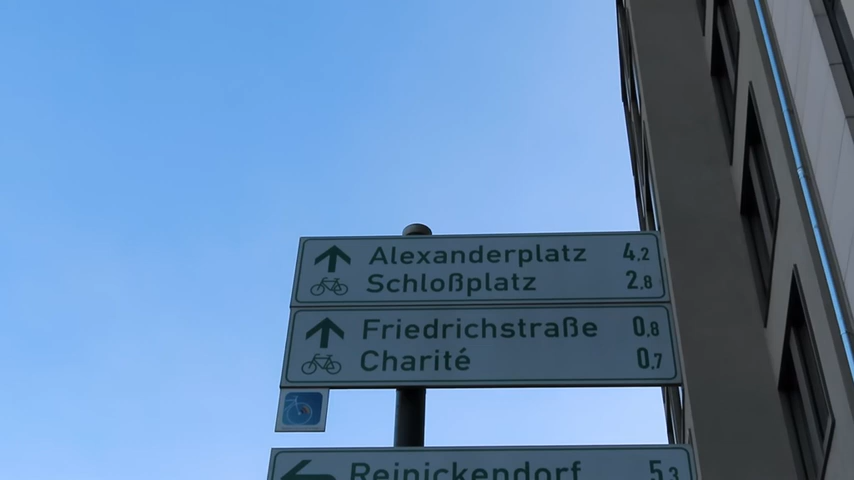 Alexanderplatz 4,2
Schloßplatz 2,8
Friedrichstraße 0,8
Charité 0,7
Reinickendorf 5,3